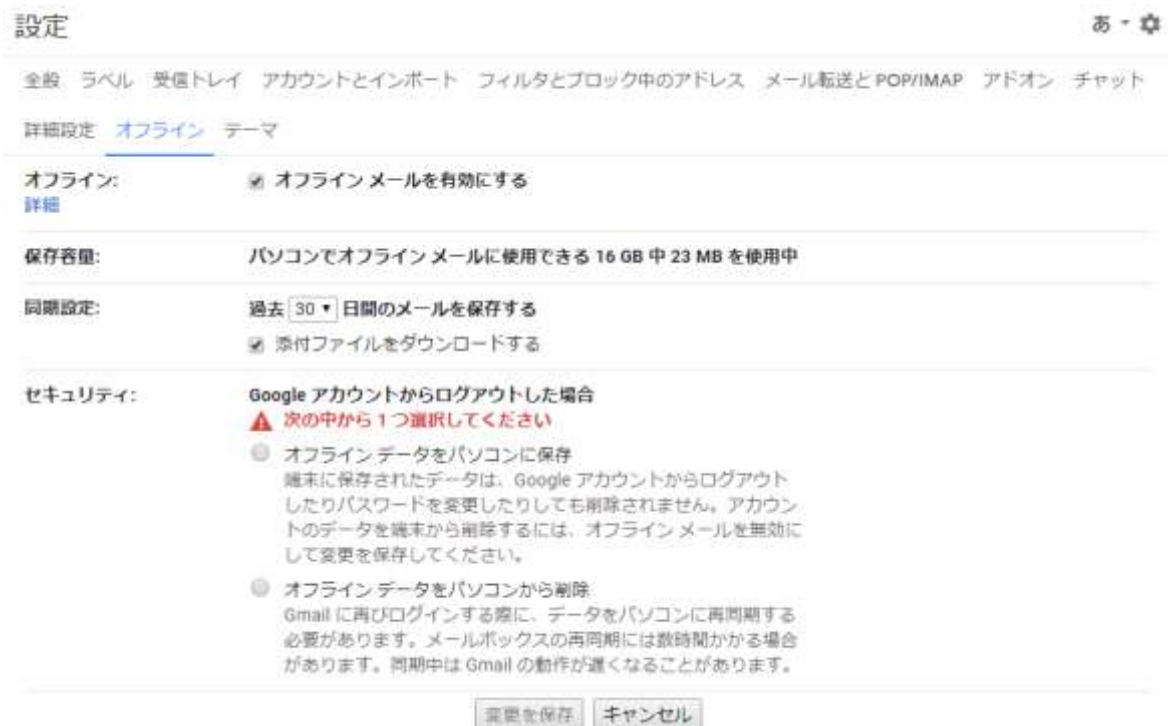 設定
あ
全般 ラベル 受信トレイ アカウントとインポート フィルタとブロック中のアドレス メール転送と POP/IMAP アドオン チャット
詳細設定 オフライン テーマ
オフライン: オフライン メールを有効にする
詳細
保存容量: パソコンでオフライン メールに使用できる 16 GB 中 23 MB を使用中
同期設定: 過去 30 日間のメールを保存する
添付ファイルをダウンロードする
セキュリティ: Google アカウントからログアウトした場合
次の中から 1 つ選択してください
オフライン データをパソコンに保存
端末に保存されたデータは、Google アカウントからログアウト
したりパスワードを変更したりしても削除されません。アカウン
トのデータを端末から削除するには、オフライン メールを無効に
して変更を保存してください。
オフライン データをパソコンから削除
Gmail に再びログインする際に、データをパソコンに再同期する
必要があります。メールボックスの再同期には数時間かかる場合
があります。同期中は Gmail の動作が遅くなることがあります。
変更を保存 キャンセル